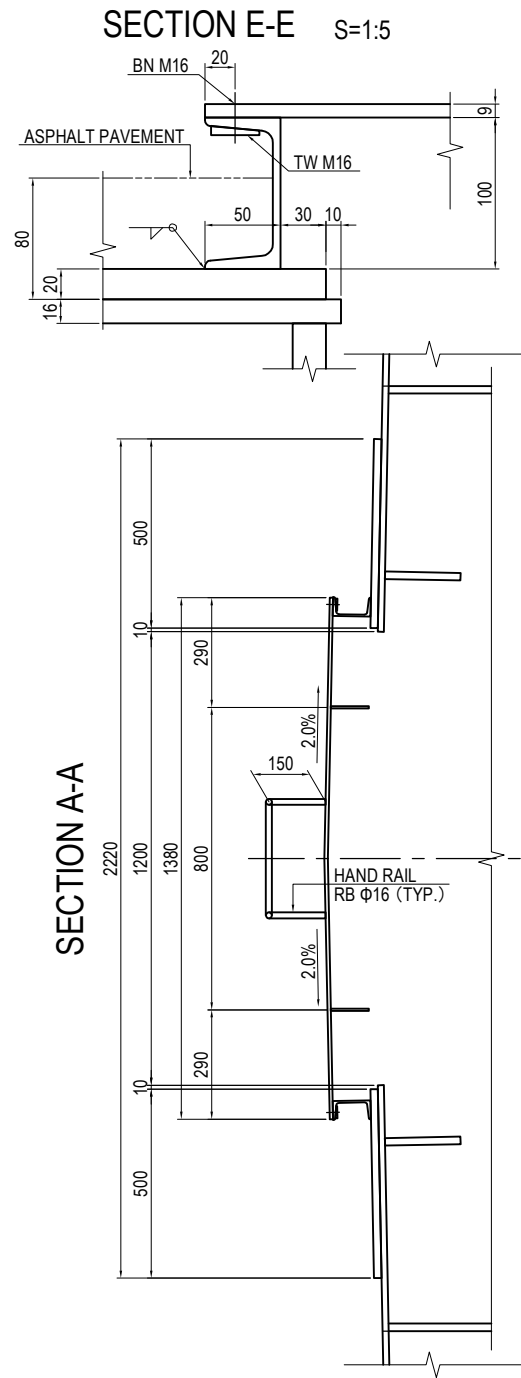 SECTION E-E S=1:5
20
BN M16
9
ASPHALT PAVEMENT
TW M16
100
80
50 30 10
20
16
500
10
290
2.0%
150
SECTION A-A
2220
1200
1380
800
HAND RAIL
RB Φ16 (TYP.)
2.0%
290
10
500